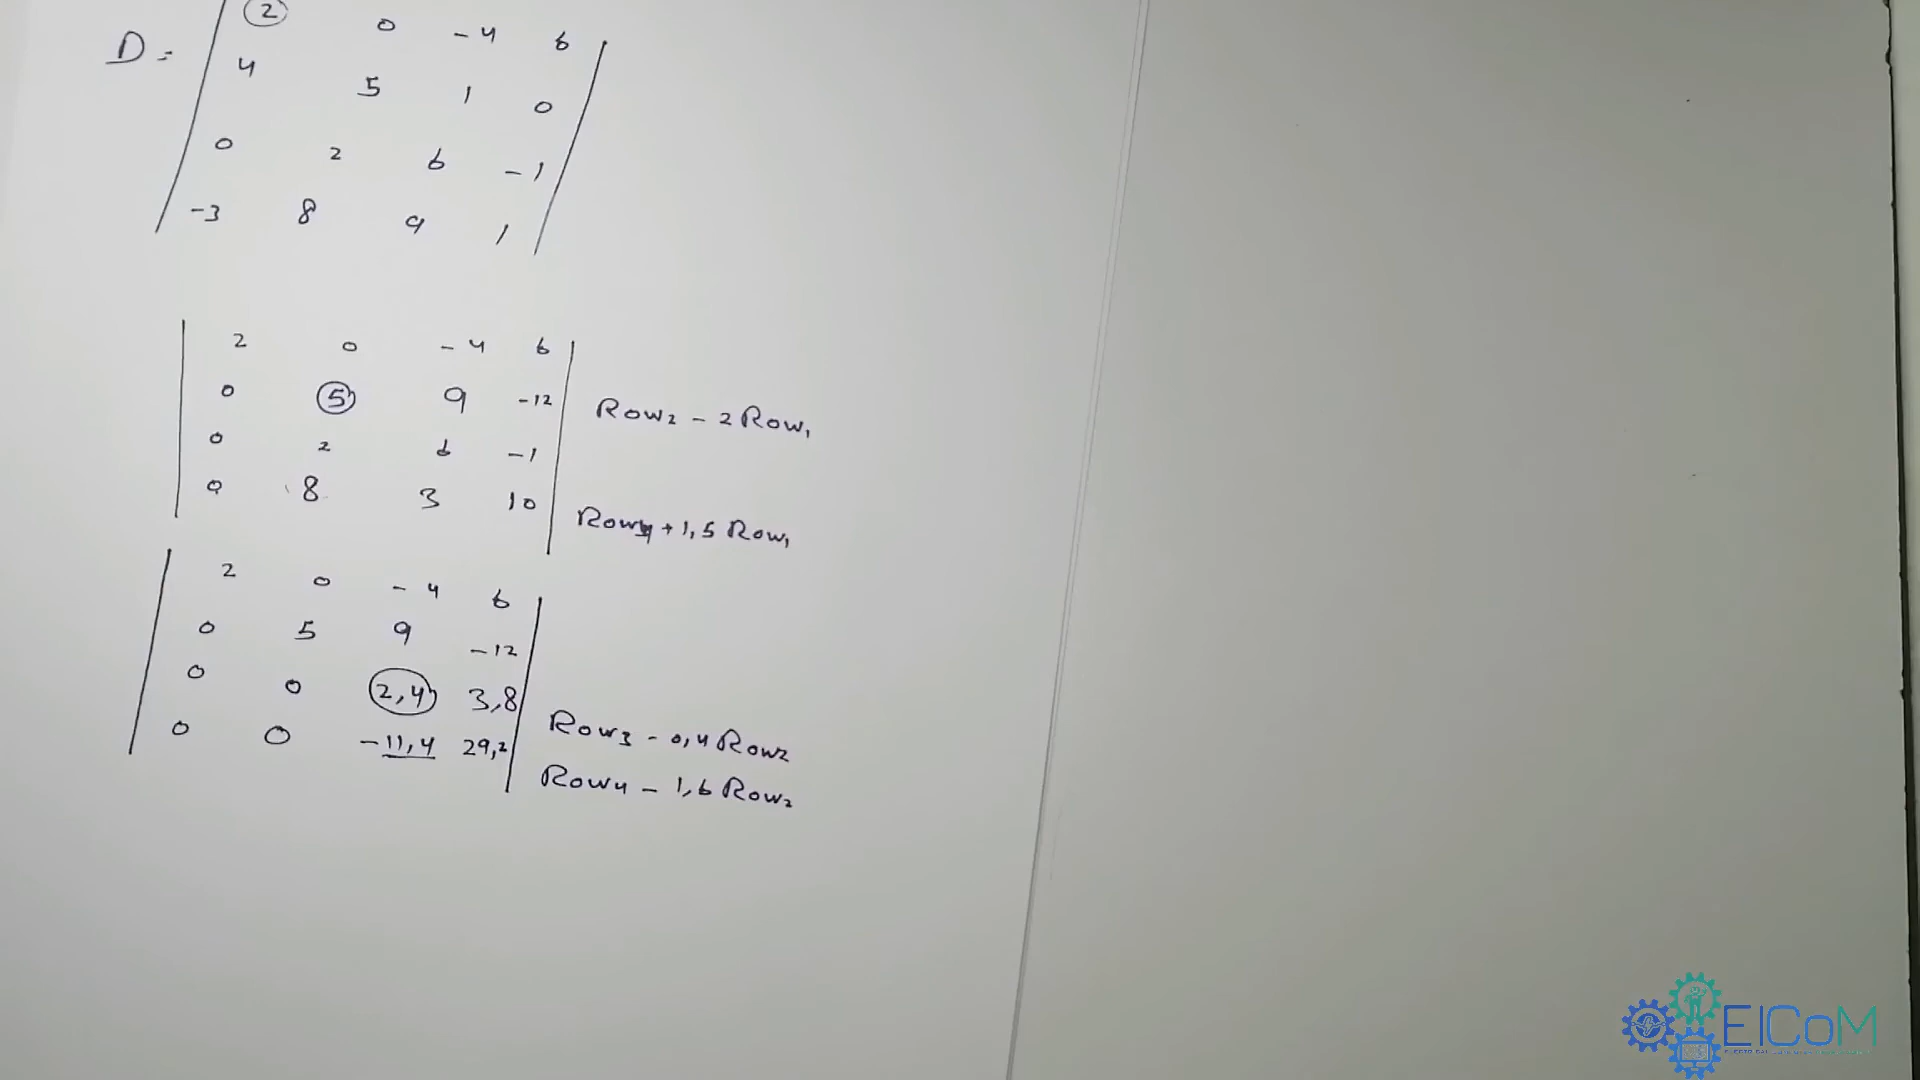 2 0 -4 6
D =
4 5 1 0
0 2 6 -1
-3 8 9 1
2 0 -4 6
0 5 9 -12 Row2 - 2 Row1
0 2 6 -1
0 8 3 10 Row4 + 1,5 Row1
2 0 -4 6
0 5 9 -12
0 0 2,4 3,8 Row3 - 0,4 Row2
0 0 -11,4 29,2 Row4 - 1,6 Row2
EICoM